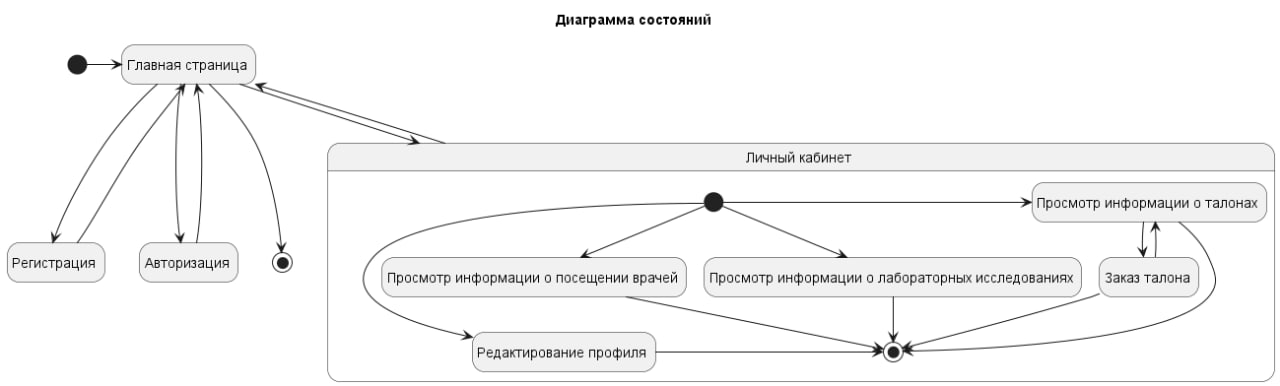 Диаграмма состояний
Главная страница
Личный кабинет
Просмотр информации о талонах
Регистрация
Авторизация
Просмотр информации о посещении врачей
Просмотр информации о лабораторных исследованиях
Заказ талона
Редактирование профиля